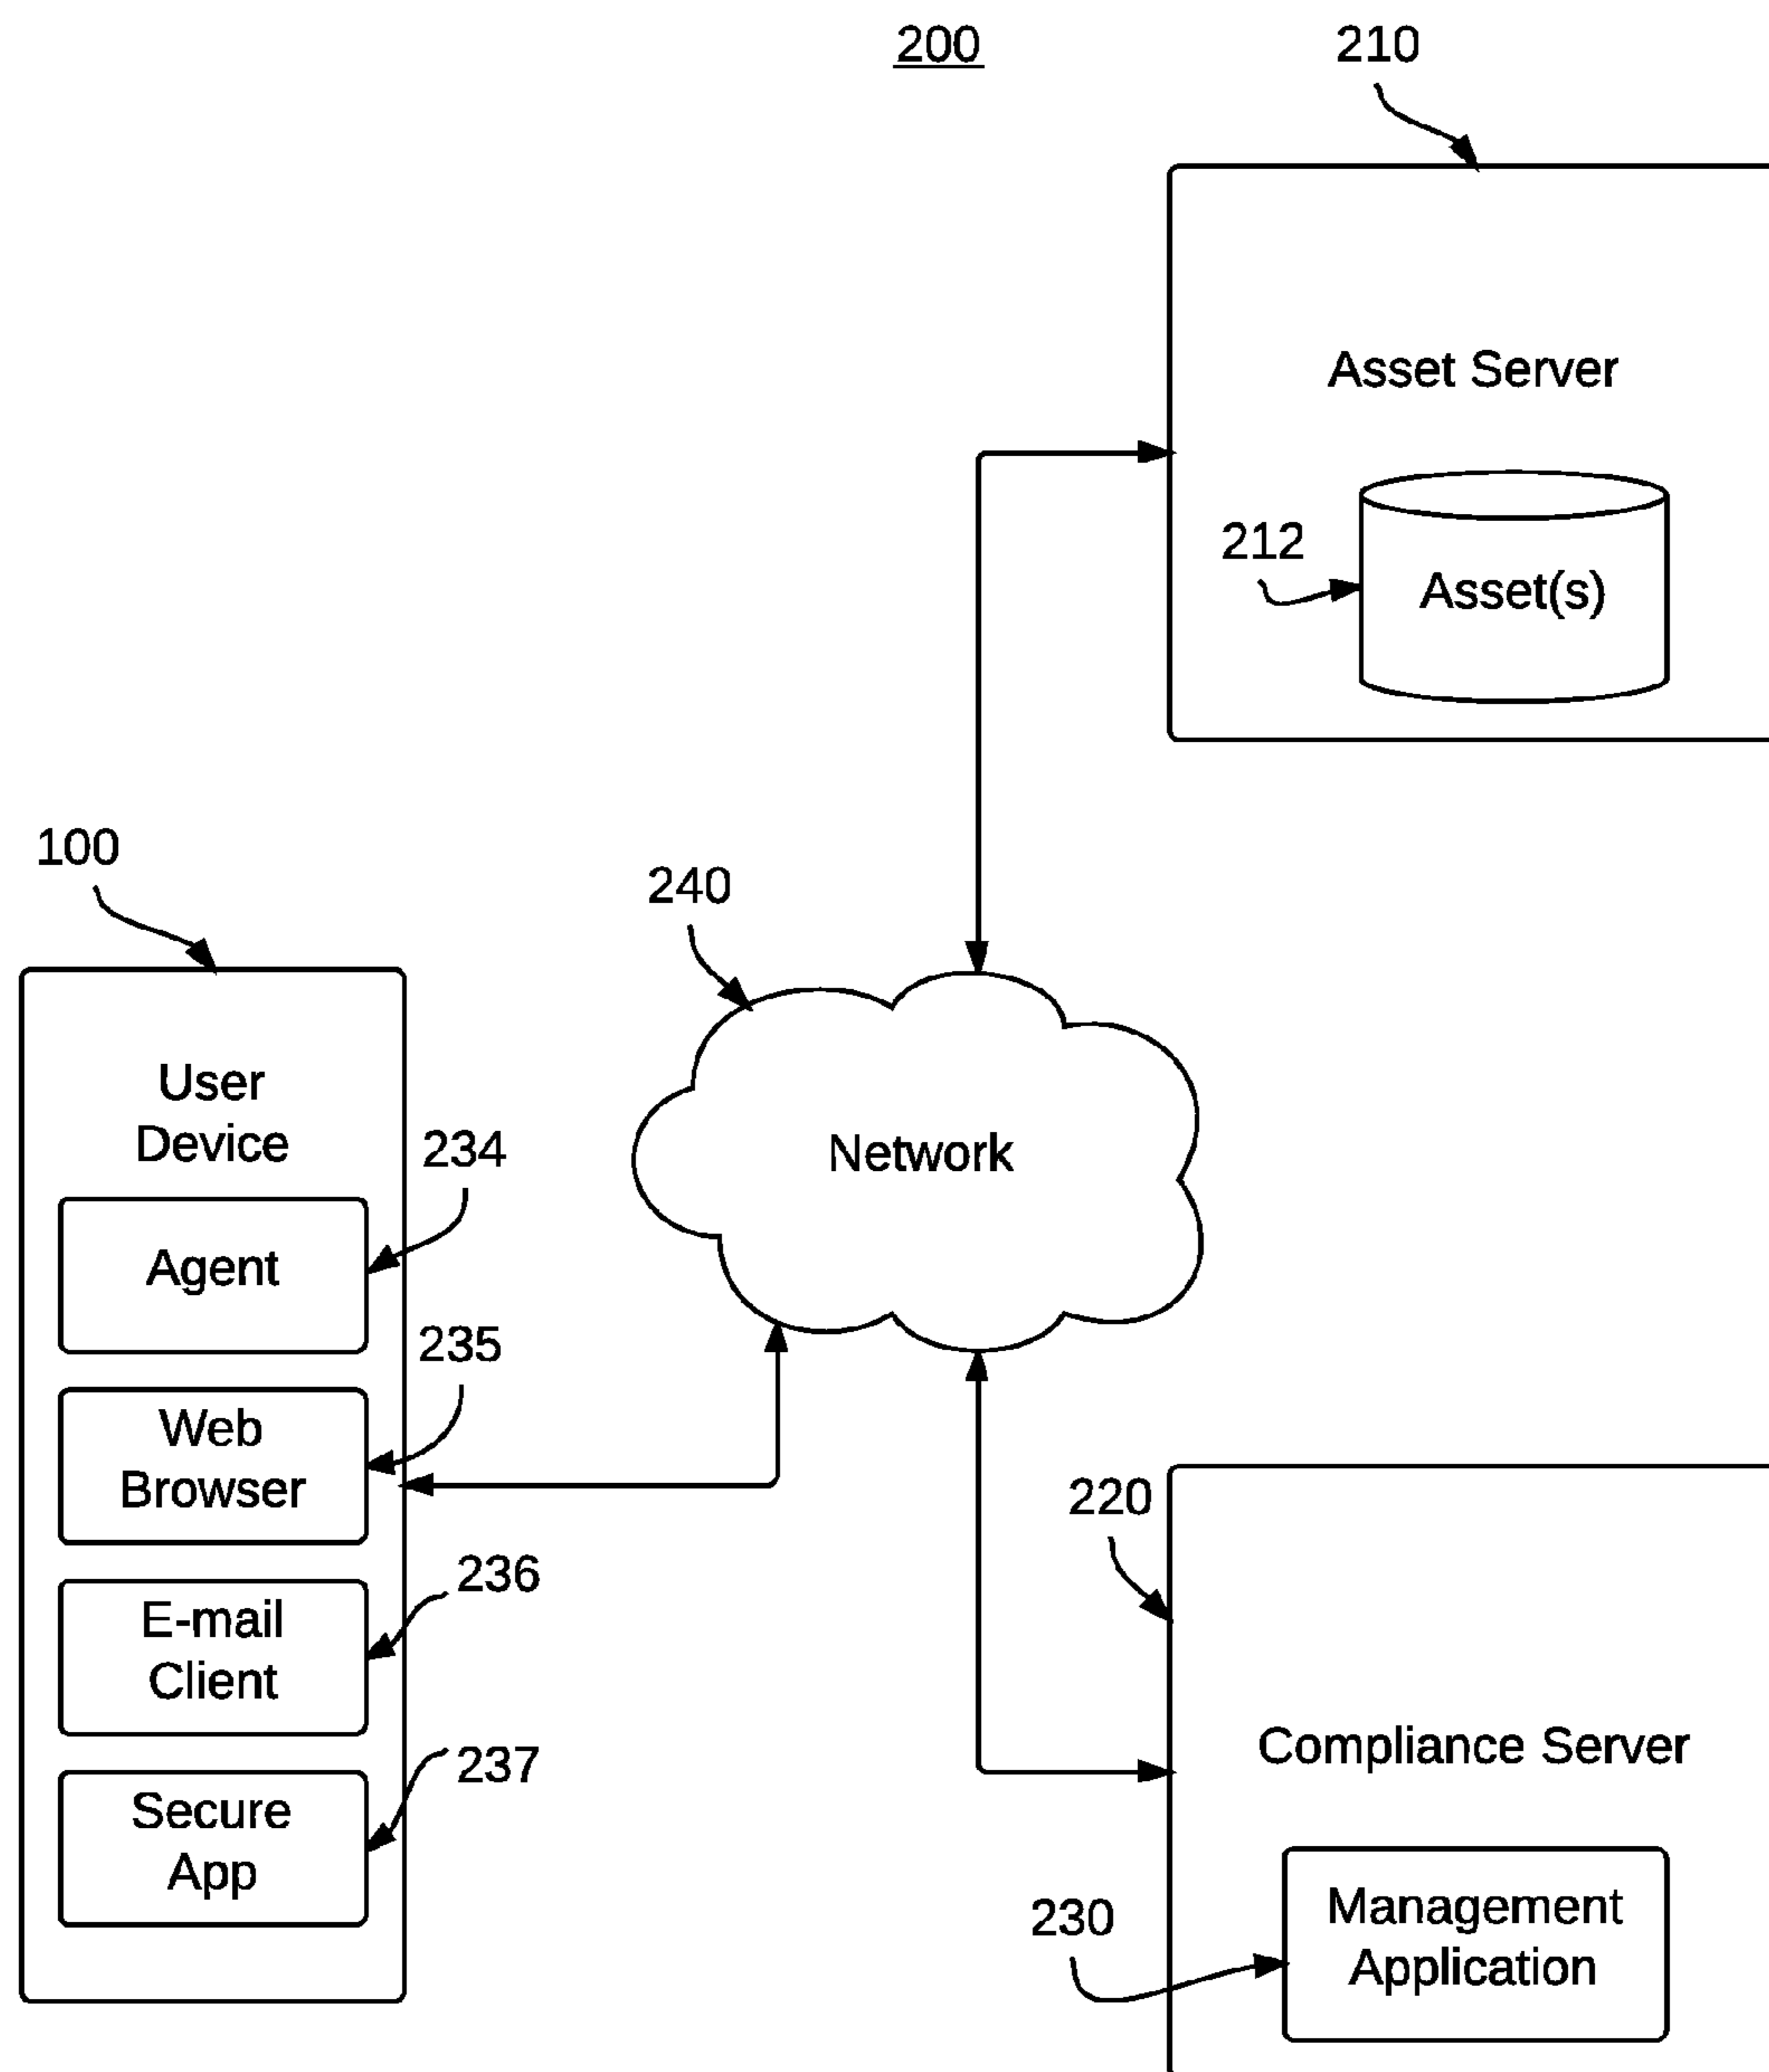 200
210
Asset Server
212
Asset(s)
100
240
User
Device
234
Network
Agent
235
Web
Browser
220
236
E-mail
Client
237
Compliance Server
Secure
App
230
Management
Application